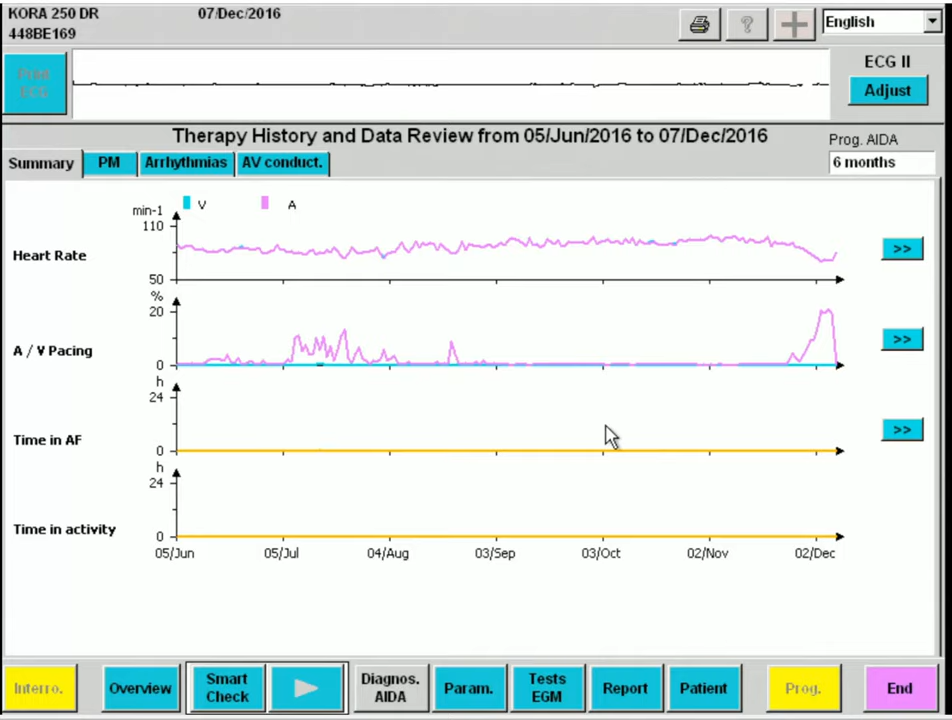 KORA 250 DR 07/Dec/2016
448BE169
? English
Print ECG
ECG II
Adjust
Therapy History and Data Review from 05/Jun/2016 to 07/Dec/2016
Prog. AIDA
6 months
Summary PM Arrhythmias AV conduct.
V A
min-1
110
Heart Rate
>>
50
%
20
A / V Pacing
>>
0
h
24
Time in AF
>>
0
h
24
Time in activity
0
05/Jun 05/Jul 04/Aug 03/Sep 03/Oct 02/Nov 02/Dec
Interro. Overview Smart Check Diagnos. AIDA Param. Tests EGM Report Patient Prog. End